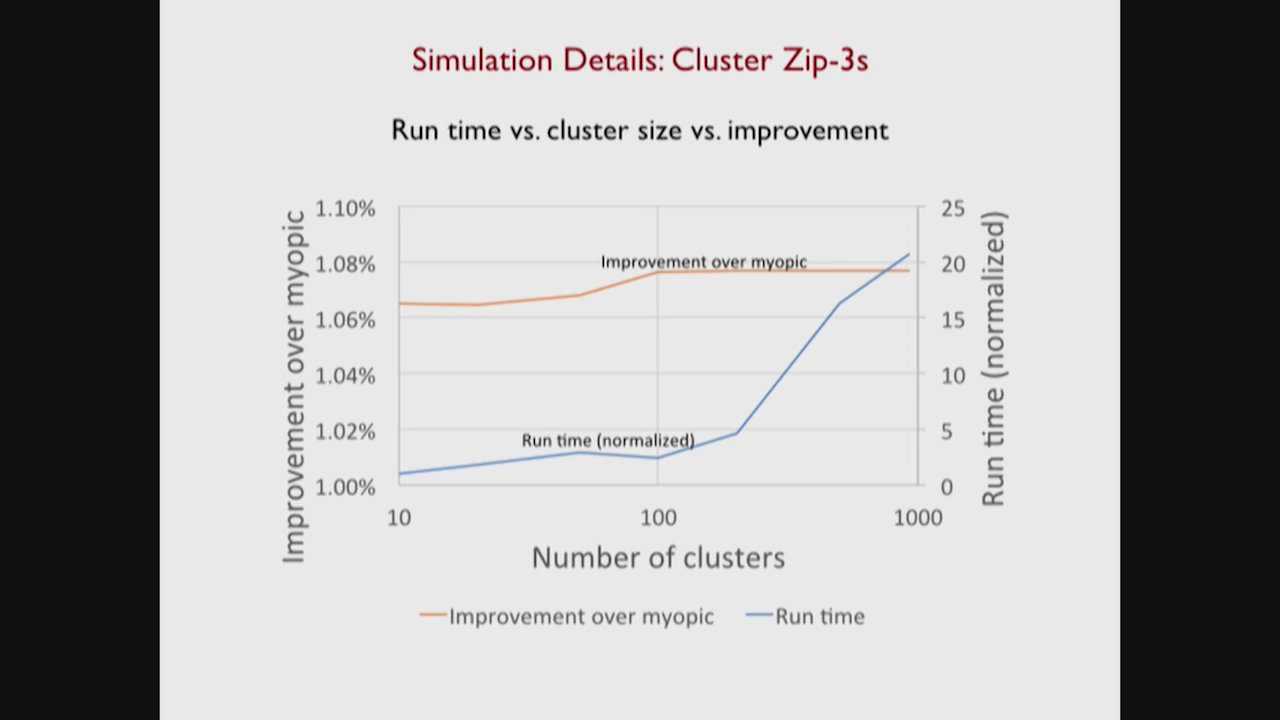 Simulation Details: Cluster Zip-3s
Run time vs. cluster size vs. improvement
Improvement over myopic
1.10%
1.08%
1.06%
1.04%
1.02%
1.00%
Improvement over myopic
Run time (normalized)
25
20
15
10
5
0
Run time (normalized)
10
100
1000
Number of clusters
Improvement over myopic
Run time